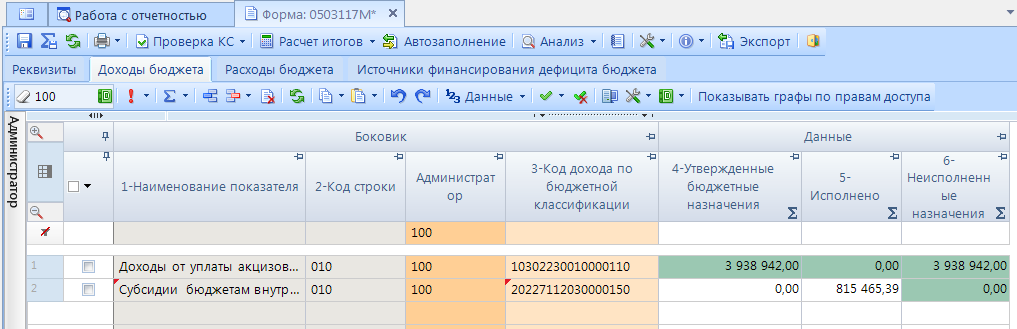 Работа с отчетностью
Форма: 0503117М*
Проверка КС
Расчет итогов
Автозаполнение
Анализ
Экспорт
Реквизиты
Доходы бюджета
Расходы бюджета
Источники финансирования дефицита бюджета
100
Данные
Показывать графы по правам доступа
Администратор
Боковик
Данные
1-Наименование показателя
2-Код строки
Администрат
ор
3-Код дохода по
бюджетной
классификации
4-Утвержденные
бюджетные
назначения
5-
Исполнено
6-
Неисполненн
ые
назначения
100
1 Доходы от уплаты акцизов... 010 100 10302230010000110 3 938 942,00 0,00 3 938 942,00
2 Субсидии бюджетам внутр... 010 100 20227112030000150 0,00 815 465,39 0,00